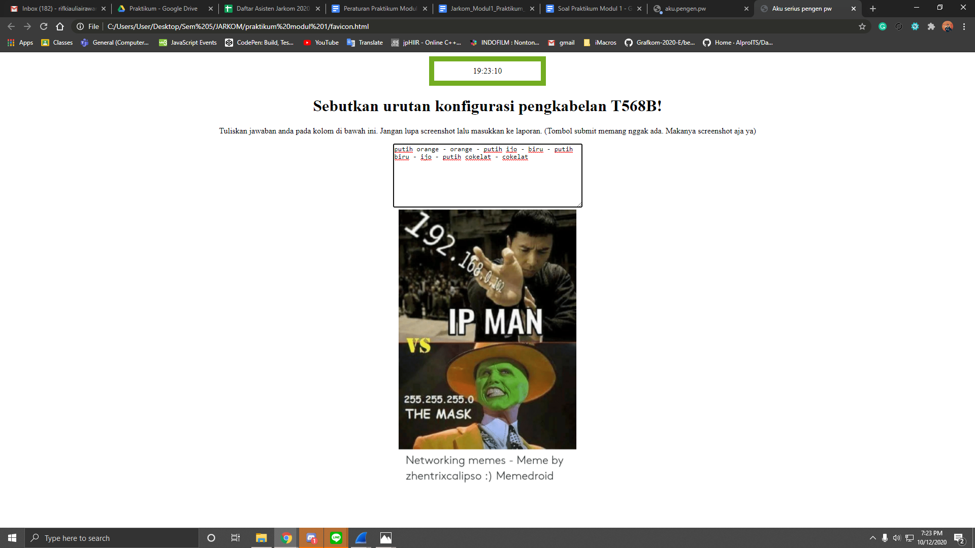 Inbox (182) - rifkiauliairawan
Praktikum - Google Drive
Daftar Asisten Jarkom 2020
Peraturan Praktikum Modul
Jarkom_Modul1_Praktikum
Soal Praktikum Modul 1 -
aku.pengen.pw
Aku serius pengen pw
File | C:/Users/User/Desktop/Sem%205/JARKOM/praktikum%20modul%201/favicon.html
Apps
Classes
General (Computer...
JavaScript Events
CodePen: Build, Tes...
YouTube
Translate
jpHIIR - Online C++...
INDOFILM : Nonton...
gmail
iMacros
Grafkom-2020-E/be...
Home - AlproITS/Da...
19:23:10
Sebutkan urutan konfigurasi pengkabelan T568B!
Tuliskan jawaban anda pada kolom di bawah ini. Jangan lupa screenshot lalu masukkan ke laporan. (Tombol submit memang nggak ada. Makanya screenshot aja ya)
putih orange - orange - putih ijo - biru - putih
biru - ijo - putih cokelat - cokelat
192.168.0.102
IP MAN
VS
255.255.255.0
THE MASK
Networking memes - Meme by
zhentrixcalipso :) Memedroid
Type here to search
7:23 PM
10/12/2020
2